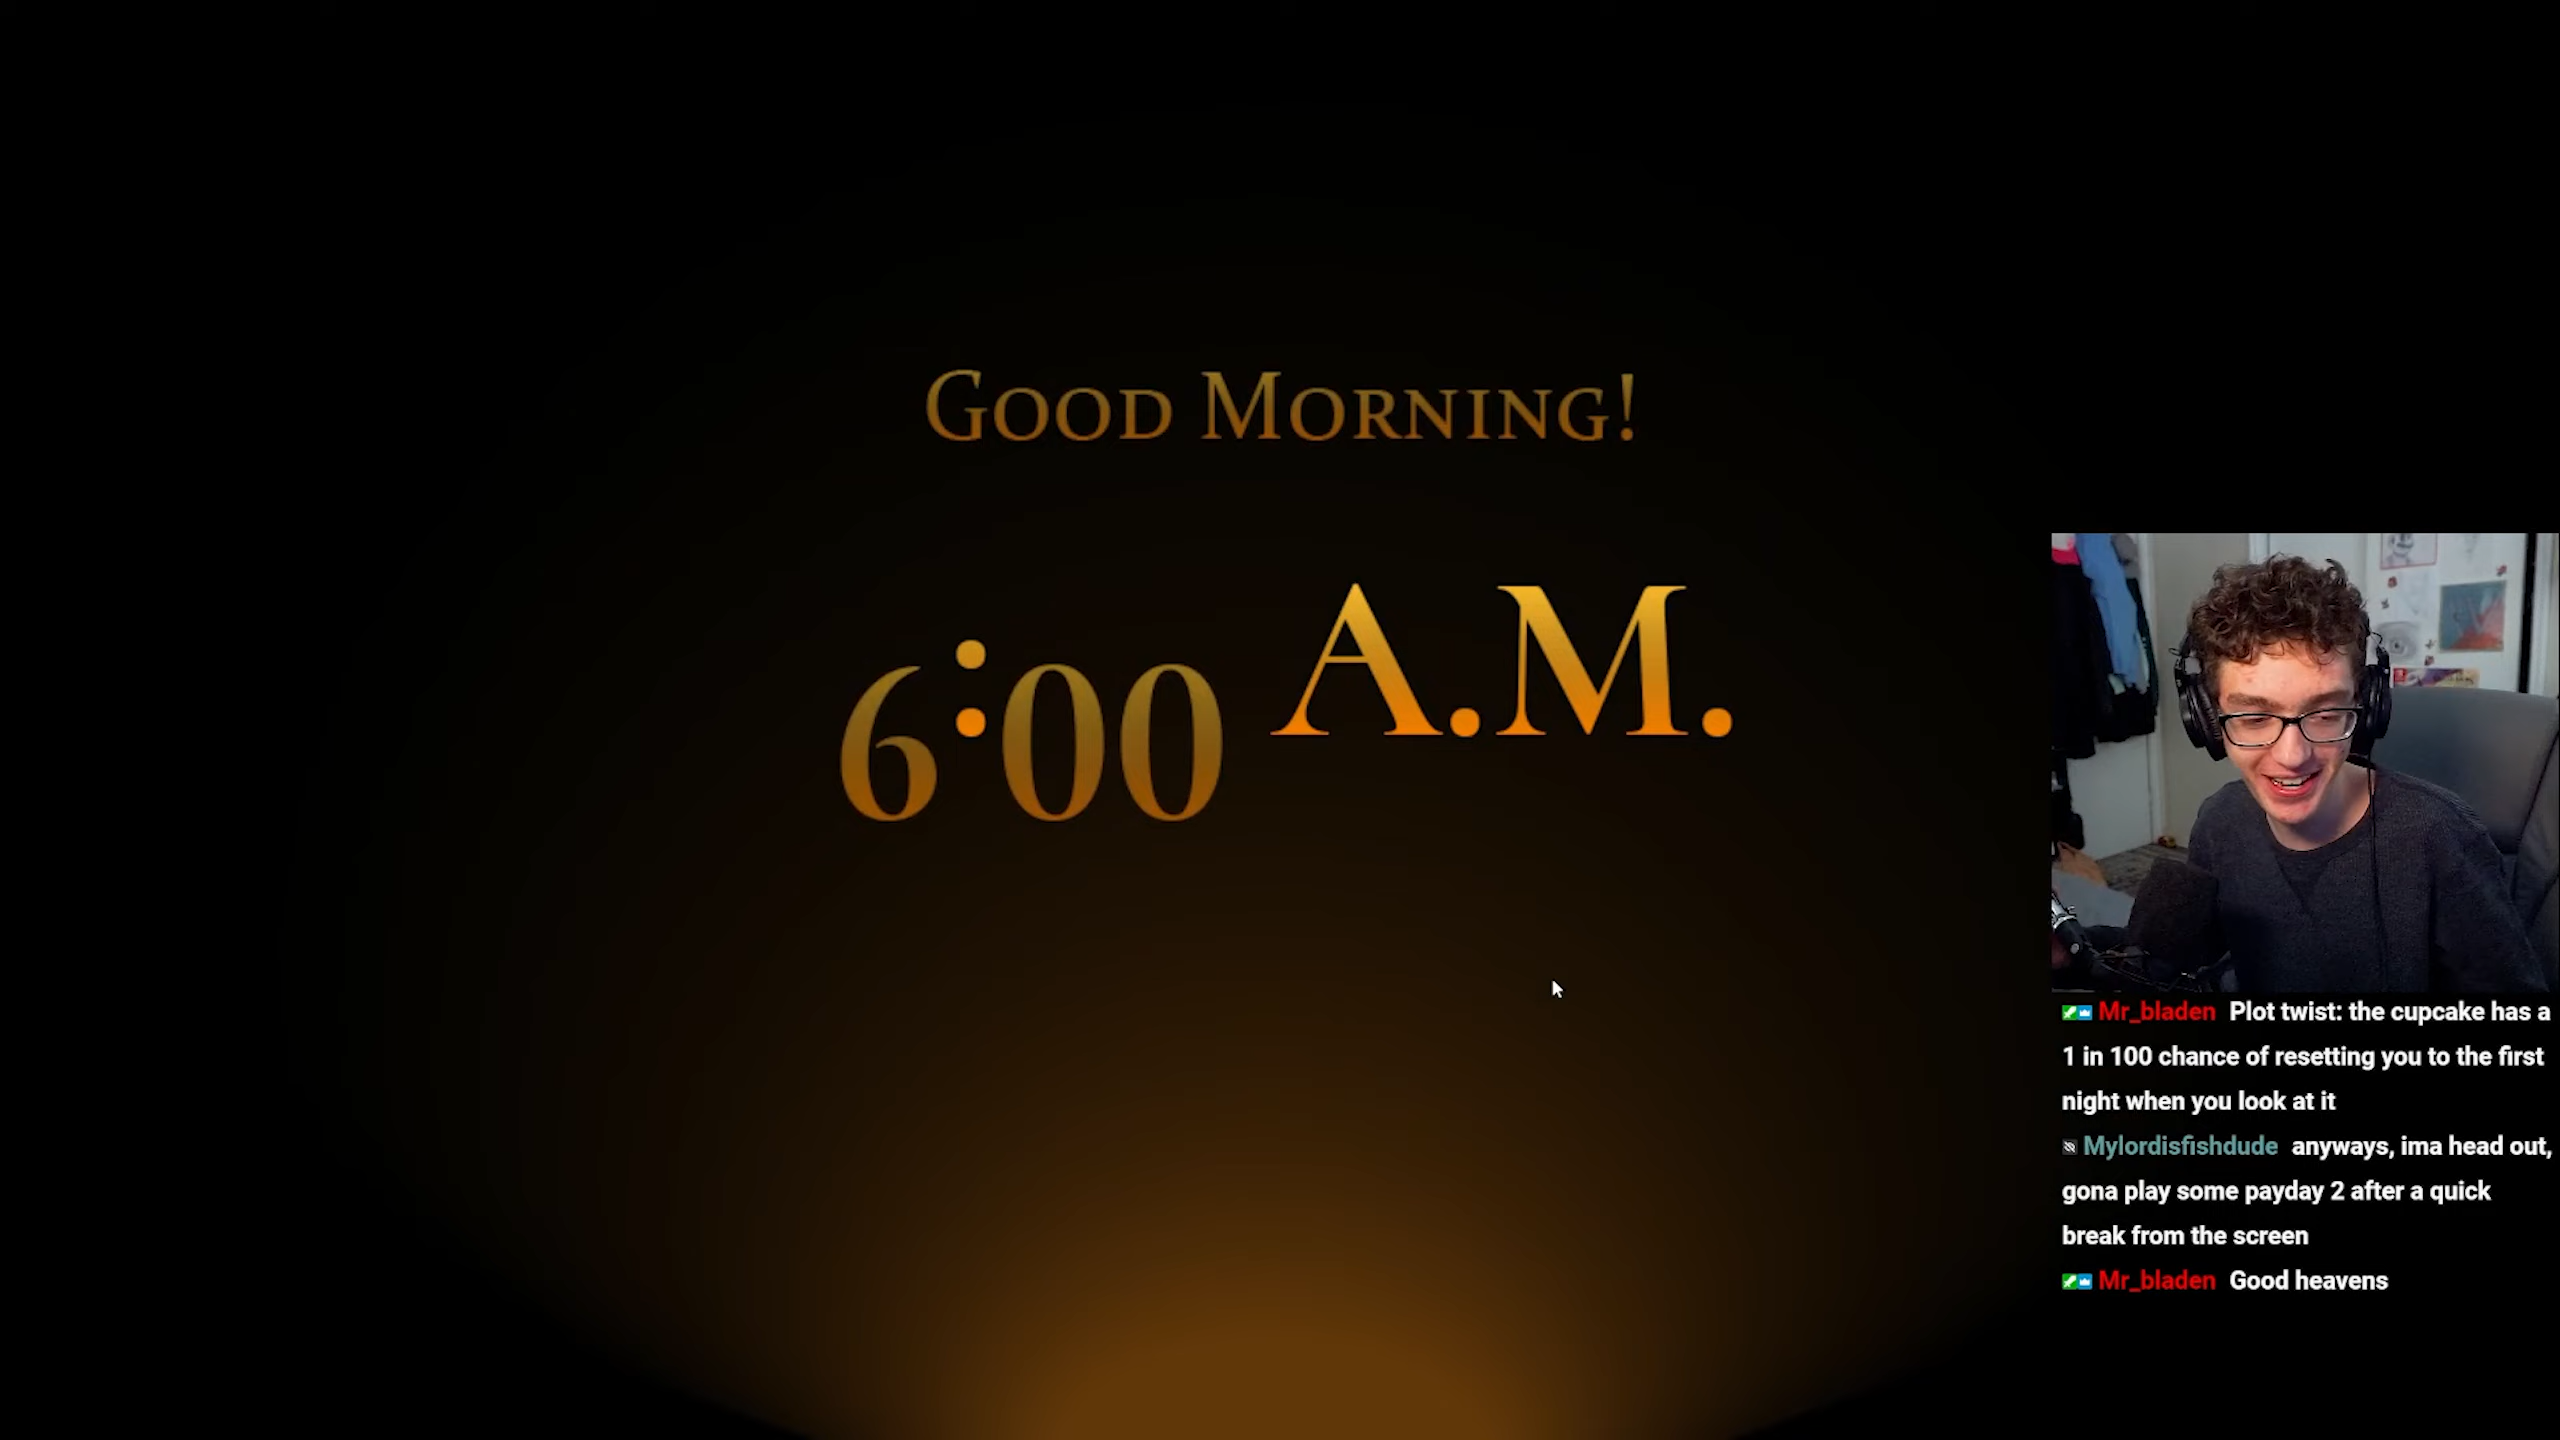 Good Morning!
6:00 A.M.
Mr_bladen Plot twist: the cupcake has a
1 in 100 chance of resetting you to the first
night when you look at it
Mylordisfishdude anyways, ima head out,
gona play some payday 2 after a quick
break from the screen
Mr_bladen Good heavens